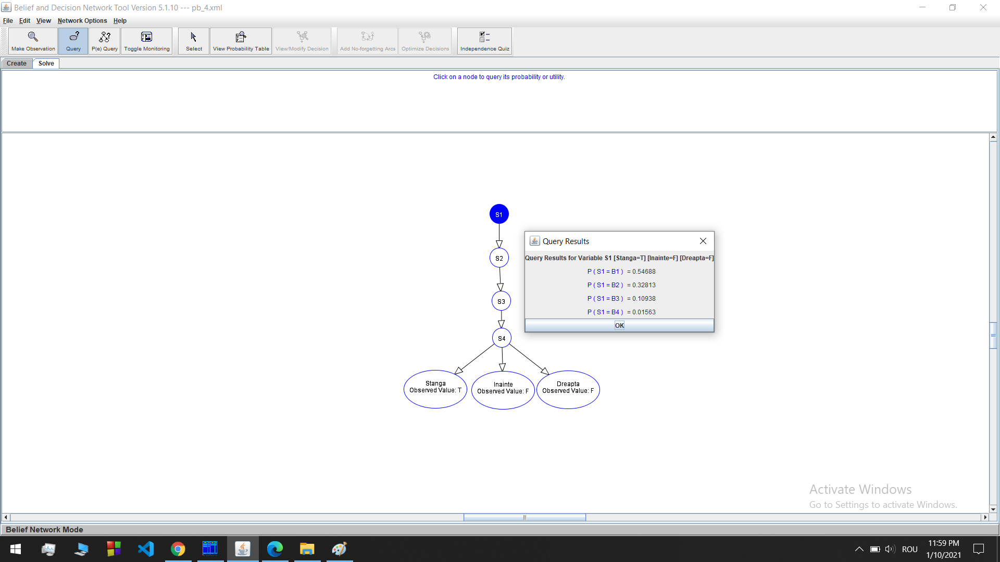 Belief and Decision Network Tool Version 5.1.10 --- pb_4.xml
File Edit View Network Options Help
Make Observation Query P(e) Query Toggle Monitoring Select View Probability Table View/Modify Decision Add No-forgetting Arcs Optimize Decisions Independence Quiz
Create Solve
Click on a node to query its probability or utility.
S1
S2
S3
S4
Stanga
Observed Value: T
Inainte
Observed Value: F
Dreapta
Observed Value: F
Query Results
Query Results for Variable S1 [Stanga=T] [Inainte=F] [Dreapta=F]
P ( S1 = B1 ) = 0.54688
P ( S1 = B2 ) = 0.32813
P ( S1 = B3 ) = 0.10938
P ( S1 = B4 ) = 0.01563
OK
Activate Windows
Go to Settings to activate Windows.
Belief Network Mode
ROU
11:59 PM
1/10/2021